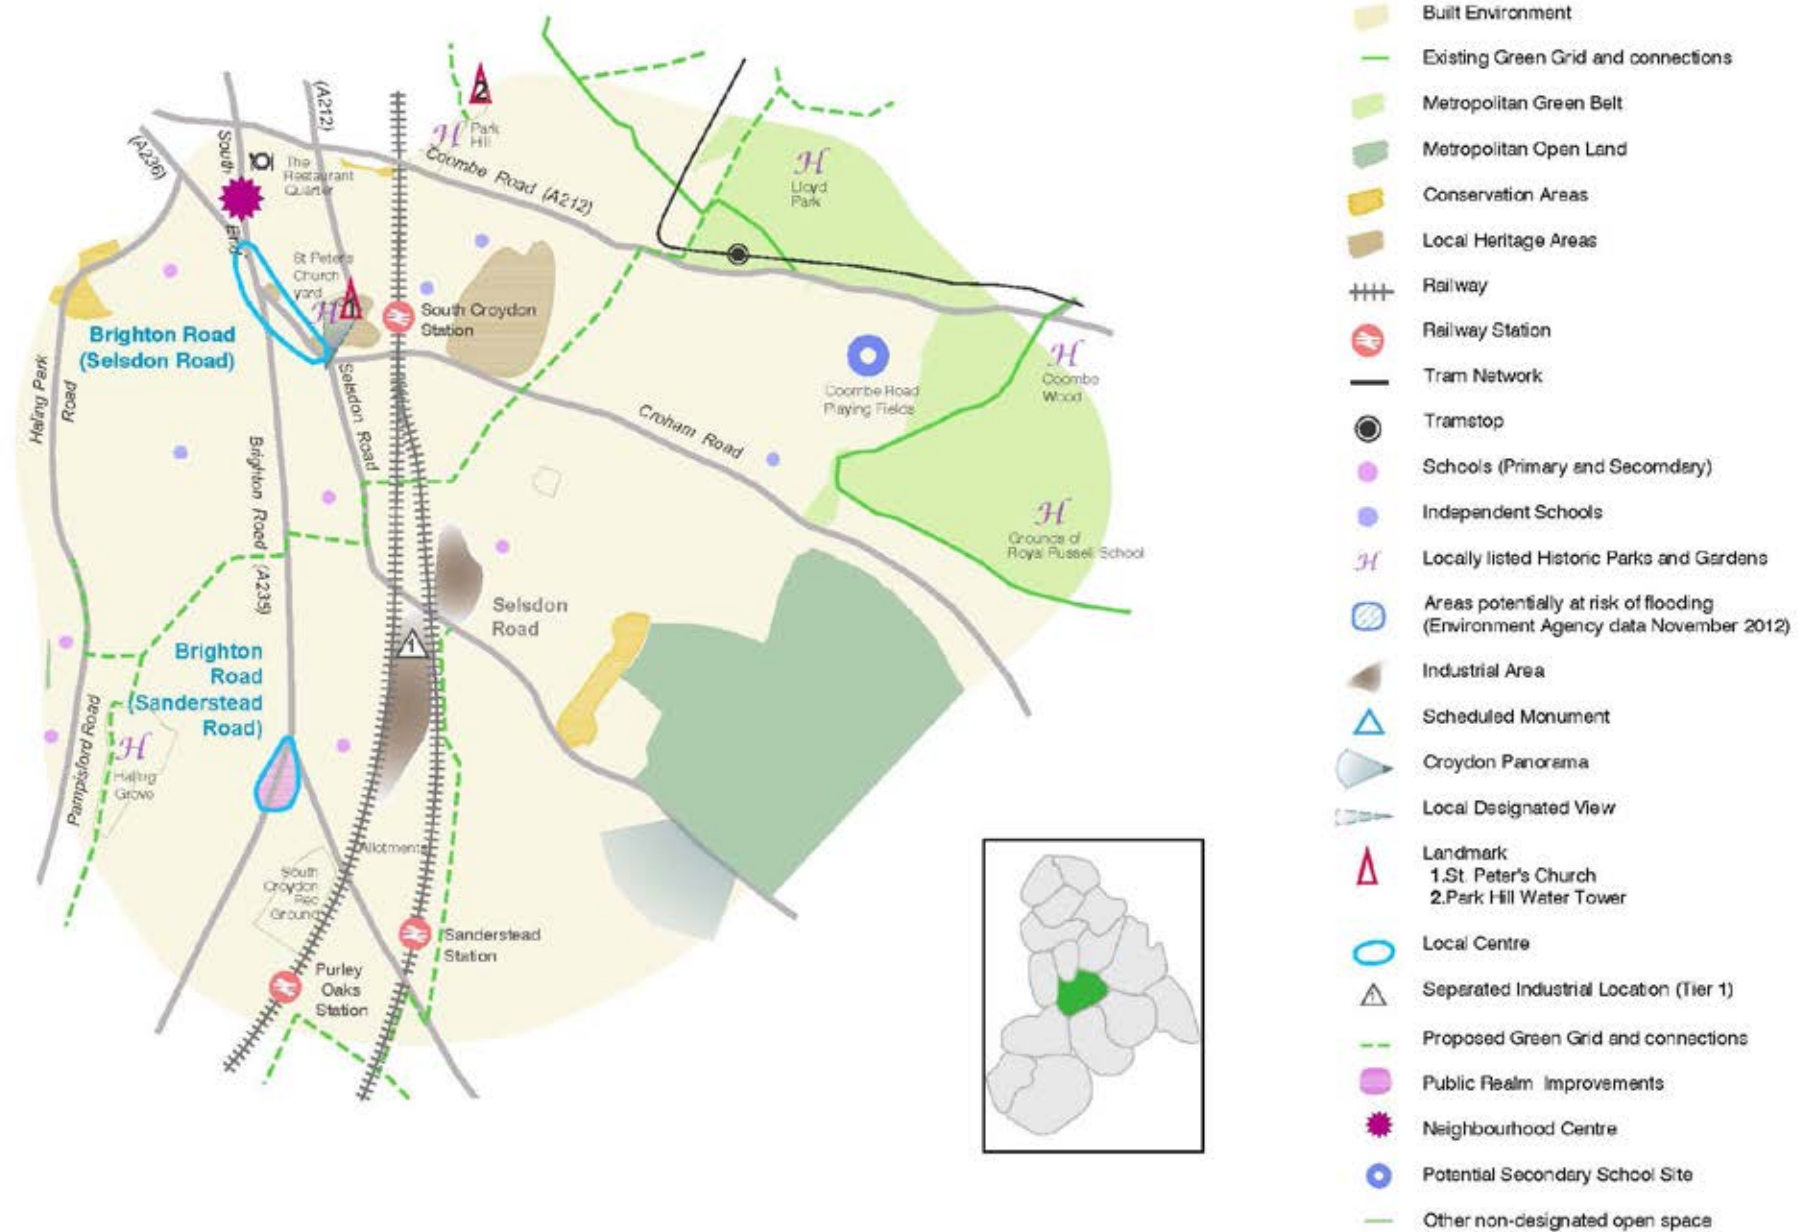 (A236)
South
End
(A212)
The
Restaurant
Quarter
2
H
Park
Hill
Coombe Road (A212)
H
Lloyd
Park
St Peter's
Church
yard
H
1
South Croydon
Station
Brighton Road
(Selsdon Road)
Haling Park
Road
Selsdon Road
Croham Road
Coombe Road
Playing Fields
H
Coombe
Wood
Brighton Road (A235)
H
Grounds of
Royal Russell School
Selsdon
Road
1
Brighton
Road
(Sanderstead
Road)
Pampisford Road
H
Haling
Grove
Allotments
South
Croydon
Rec
Ground
Sanderstead
Station
Purley
Oaks
Station
Built Environment
Existing Green Grid and connections
Metropolitan Green Belt
Metropolitan Open Land
Conservation Areas
Local Heritage Areas
Railway
Railway Station
Tram Network
Tramstop
Schools (Primary and Secomdary)
Independent Schools
H Locally listed Historic Parks and Gardens
Areas potentially at risk of flooding
(Environment Agency data November 2012)
Industrial Area
Scheduled Monument
Croydon Panorama
Local Designated View
Landmark
1.St. Peter's Church
2.Park Hill Water Tower
Local Centre
1 Separated Industrial Location (Tier 1)
Proposed Green Grid and connections
Public Realm Improvements
Neighbourhood Centre
Potential Secondary School Site
Other non-designated open space